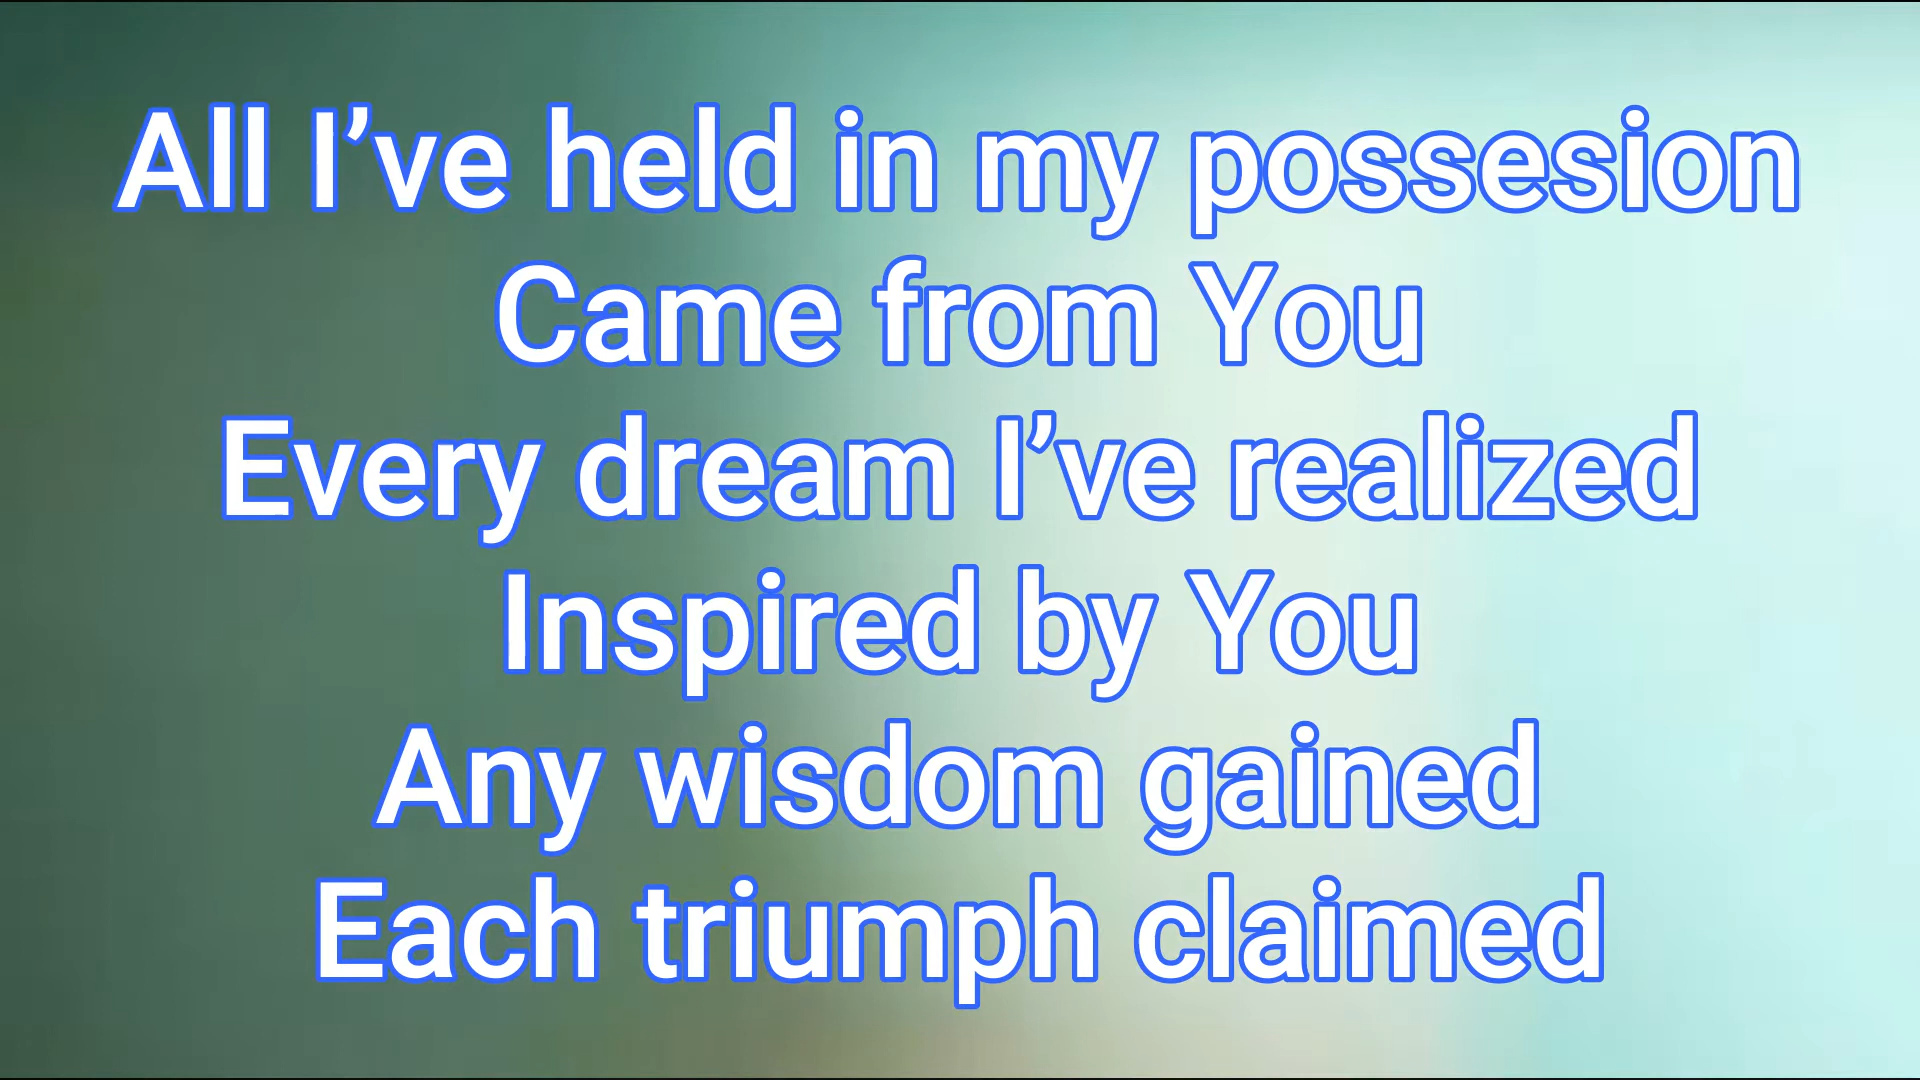 All I’ve held in my possesion
Came from You
Every dream I’ve realized
Inspired by You
Any wisdom gained
Each triumph claimed